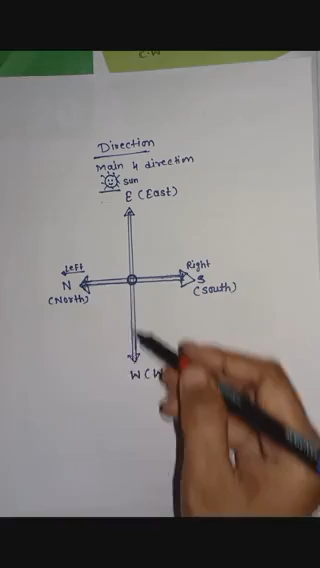 C.W
Direction
Main 4 direction
sun
E (East)
Left
Right
N
S
(North)
(South)
W (W